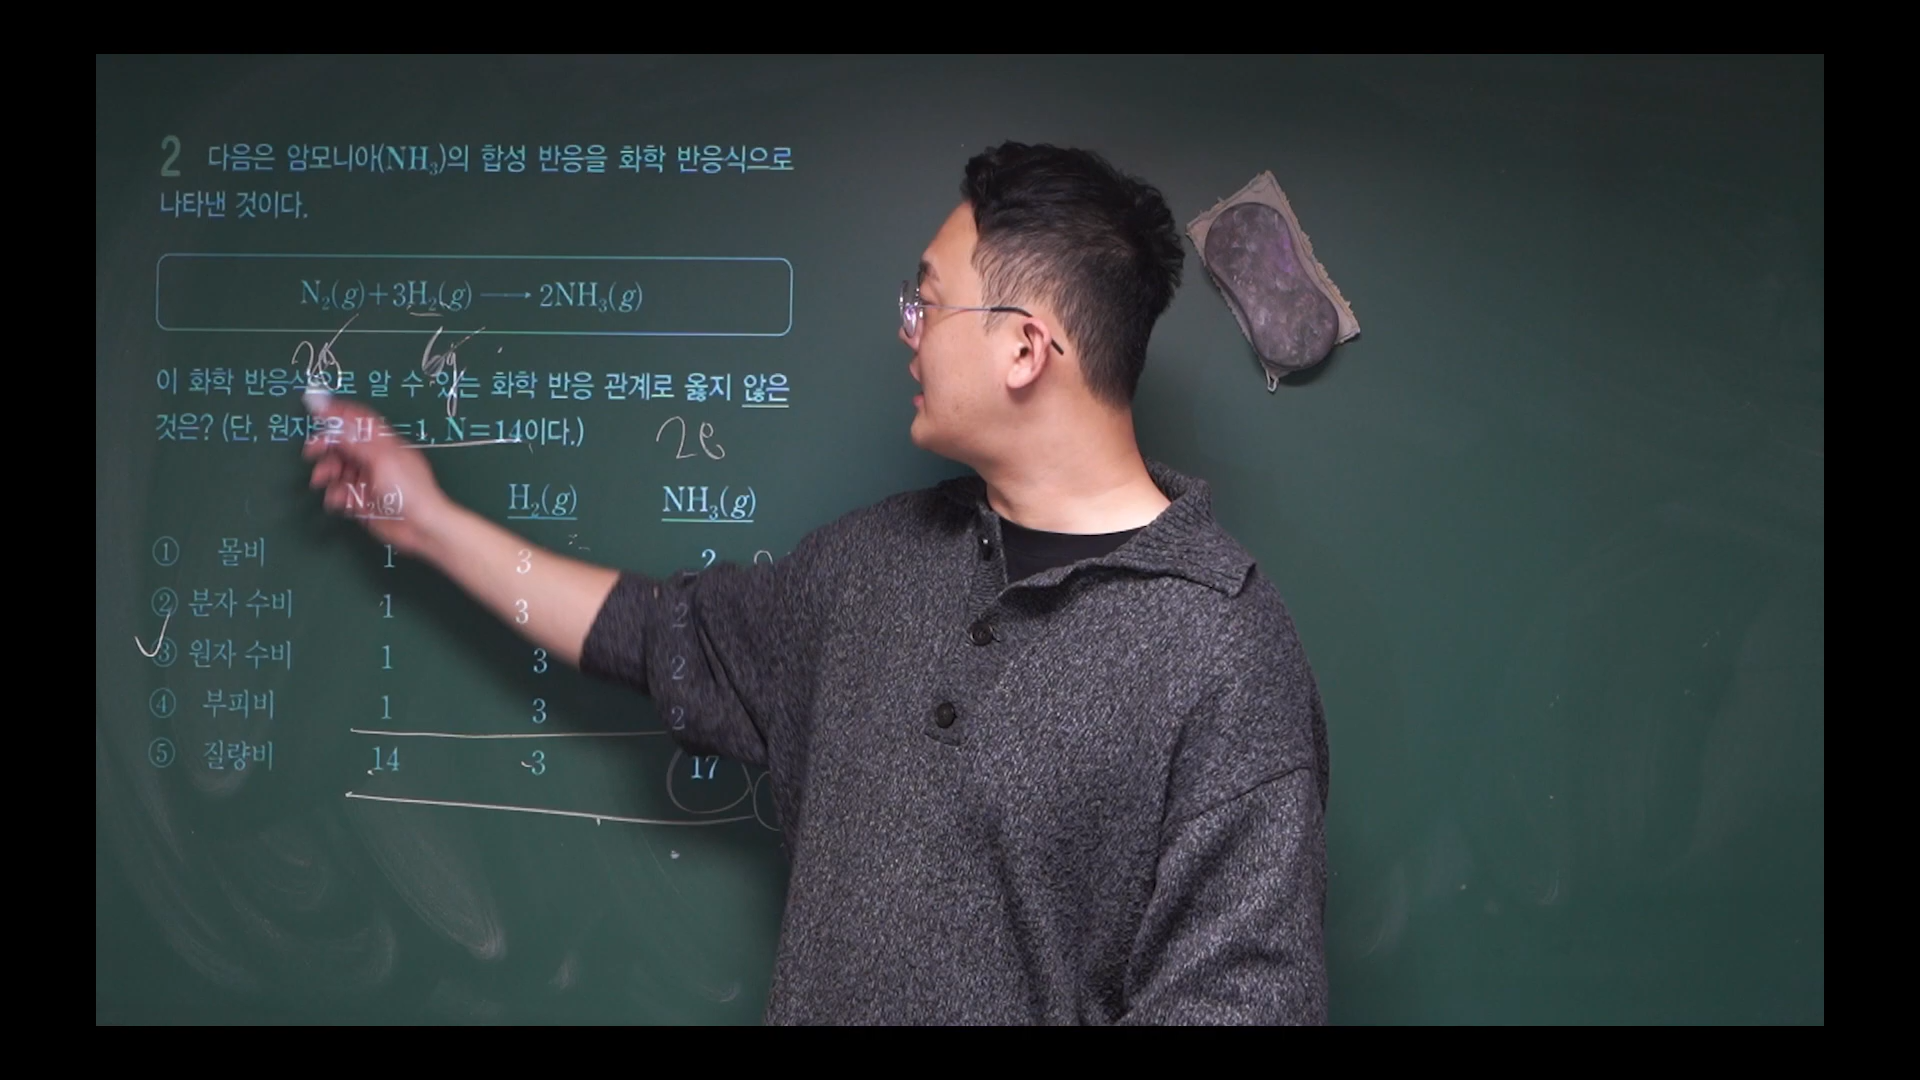 2 다음은 암모니아(NH₃)의 합성 반응을 화학 반응식으로
나타낸 것이다.
N₂(g)+3H₂(g) ⟶ 2NH₃(g)
6g
이 화학 반응식으로 알 수 있는 화학 반응 관계로 옳지 않은
것은? (단, 원자량은 H=1, N=14이다.)
28
N₂(g) H₂(g) NH₃(g)
① 몰비 1 3 2
② 분자 수비 1 3 2
③ 원자 수비 1 3 2
④ 부피비 1 3 2
⑤ 질량비 14 3 17